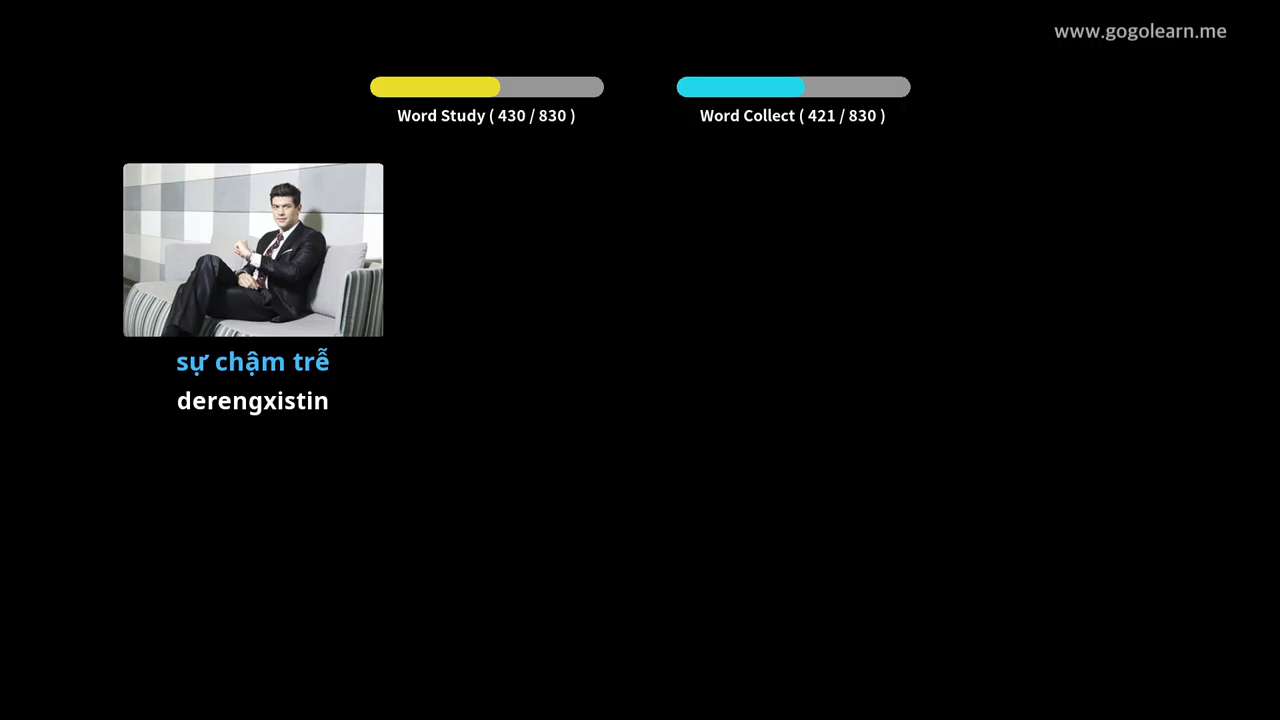 www.gogolearn.me
Word Study ( 430 / 830 )
Word Collect ( 421 / 830 )
sự chậm trễ
derengxistin